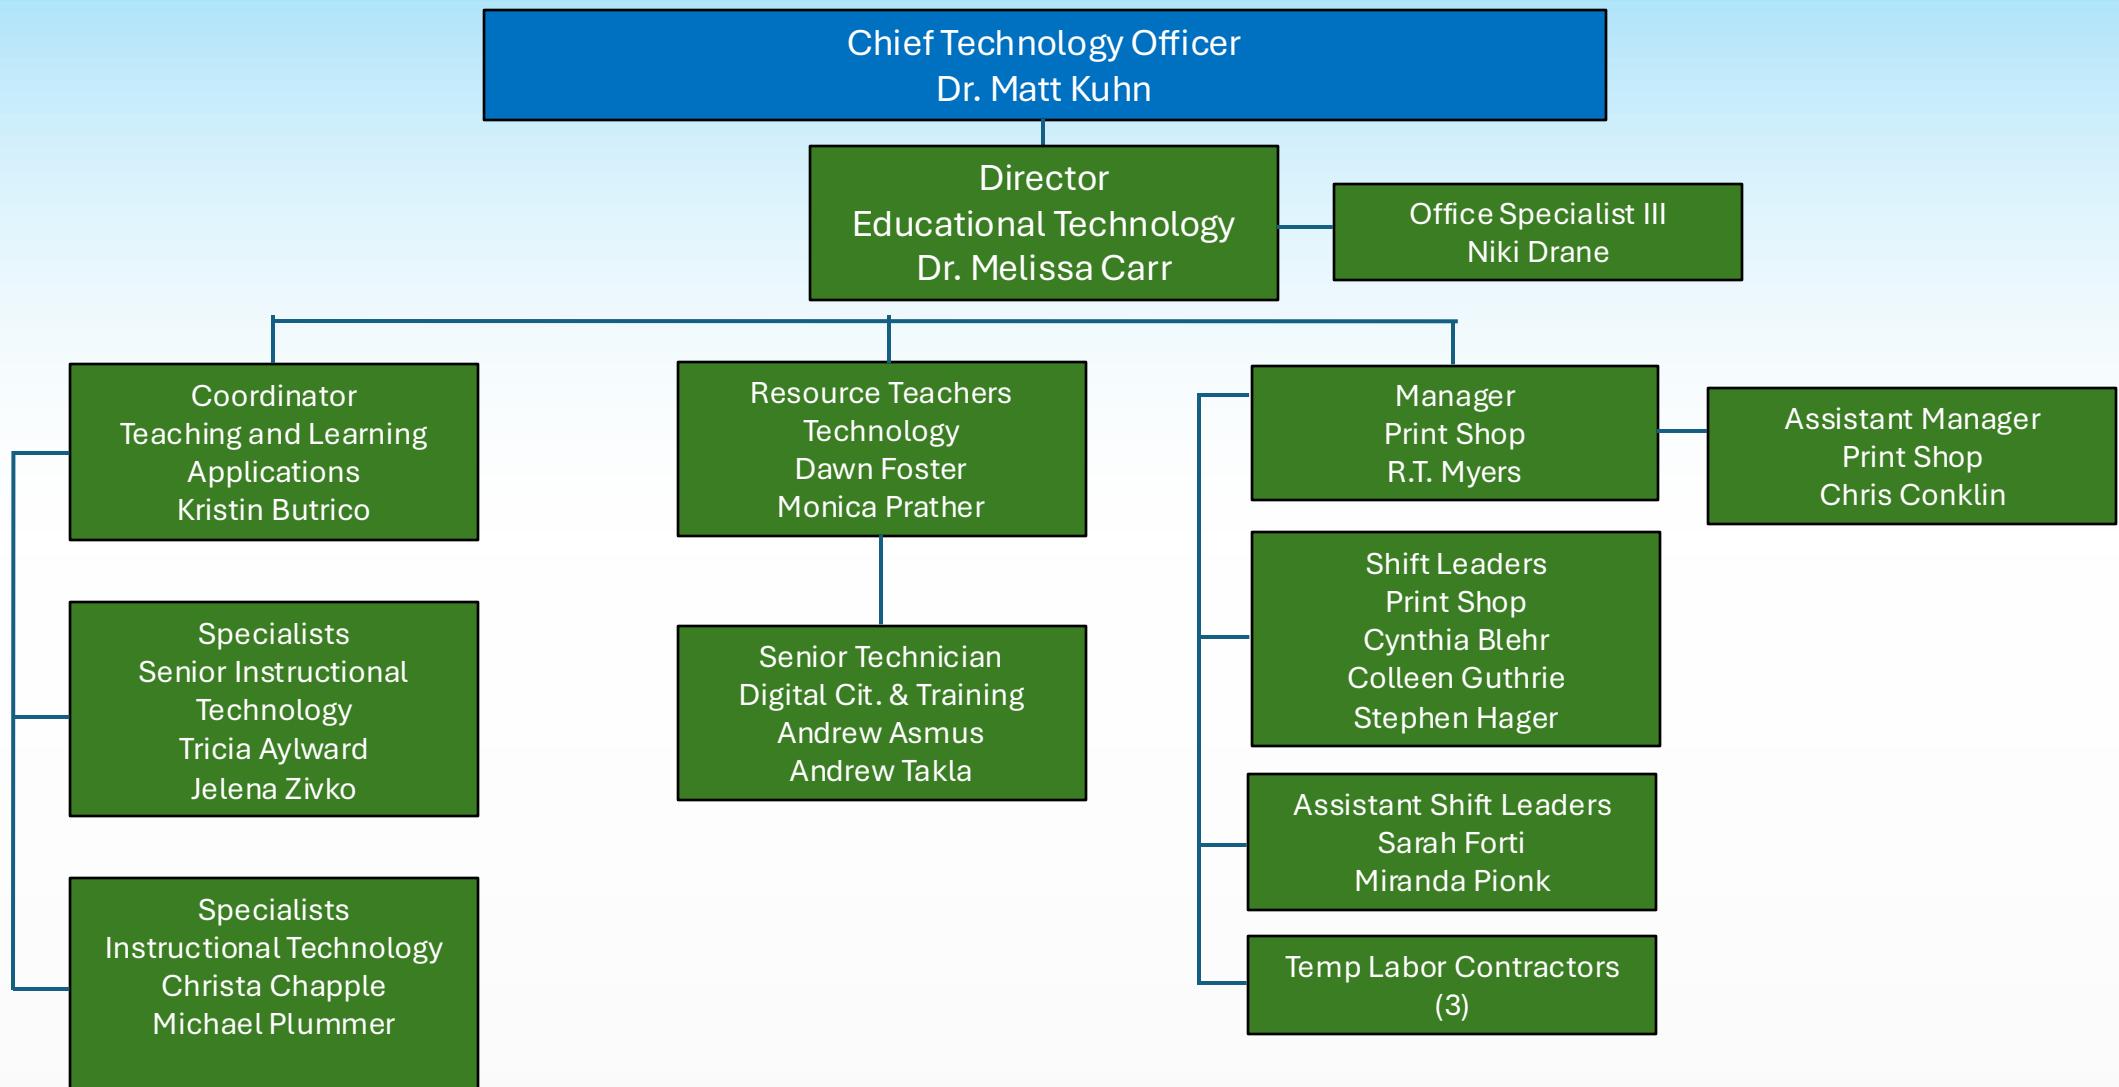 Chief Technology Officer
Dr. Matt Kuhn
Director
Educational Technology
Dr. Melissa Carr
Office Specialist III
Niki Drane
Coordinator
Teaching and Learning
Applications
Kristin Butrico
Resource Teachers
Technology
Dawn Foster
Monica Prather
Manager
Print Shop
R.T. Myers
Assistant Manager
Print Shop
Chris Conklin
Specialists
Senior Instructional
Technology
Tricia Aylward
Jelena Zivko
Senior Technician
Digital Cit. & Training
Andrew Asmus
Andrew Takla
Shift Leaders
Print Shop
Cynthia Blehr
Colleen Guthrie
Stephen Hager
Assistant Shift Leaders
Sarah Forti
Miranda Pionk
Specialists
Instructional Technology
Christa Chapple
Michael Plummer
Temp Labor Contractors
(3)